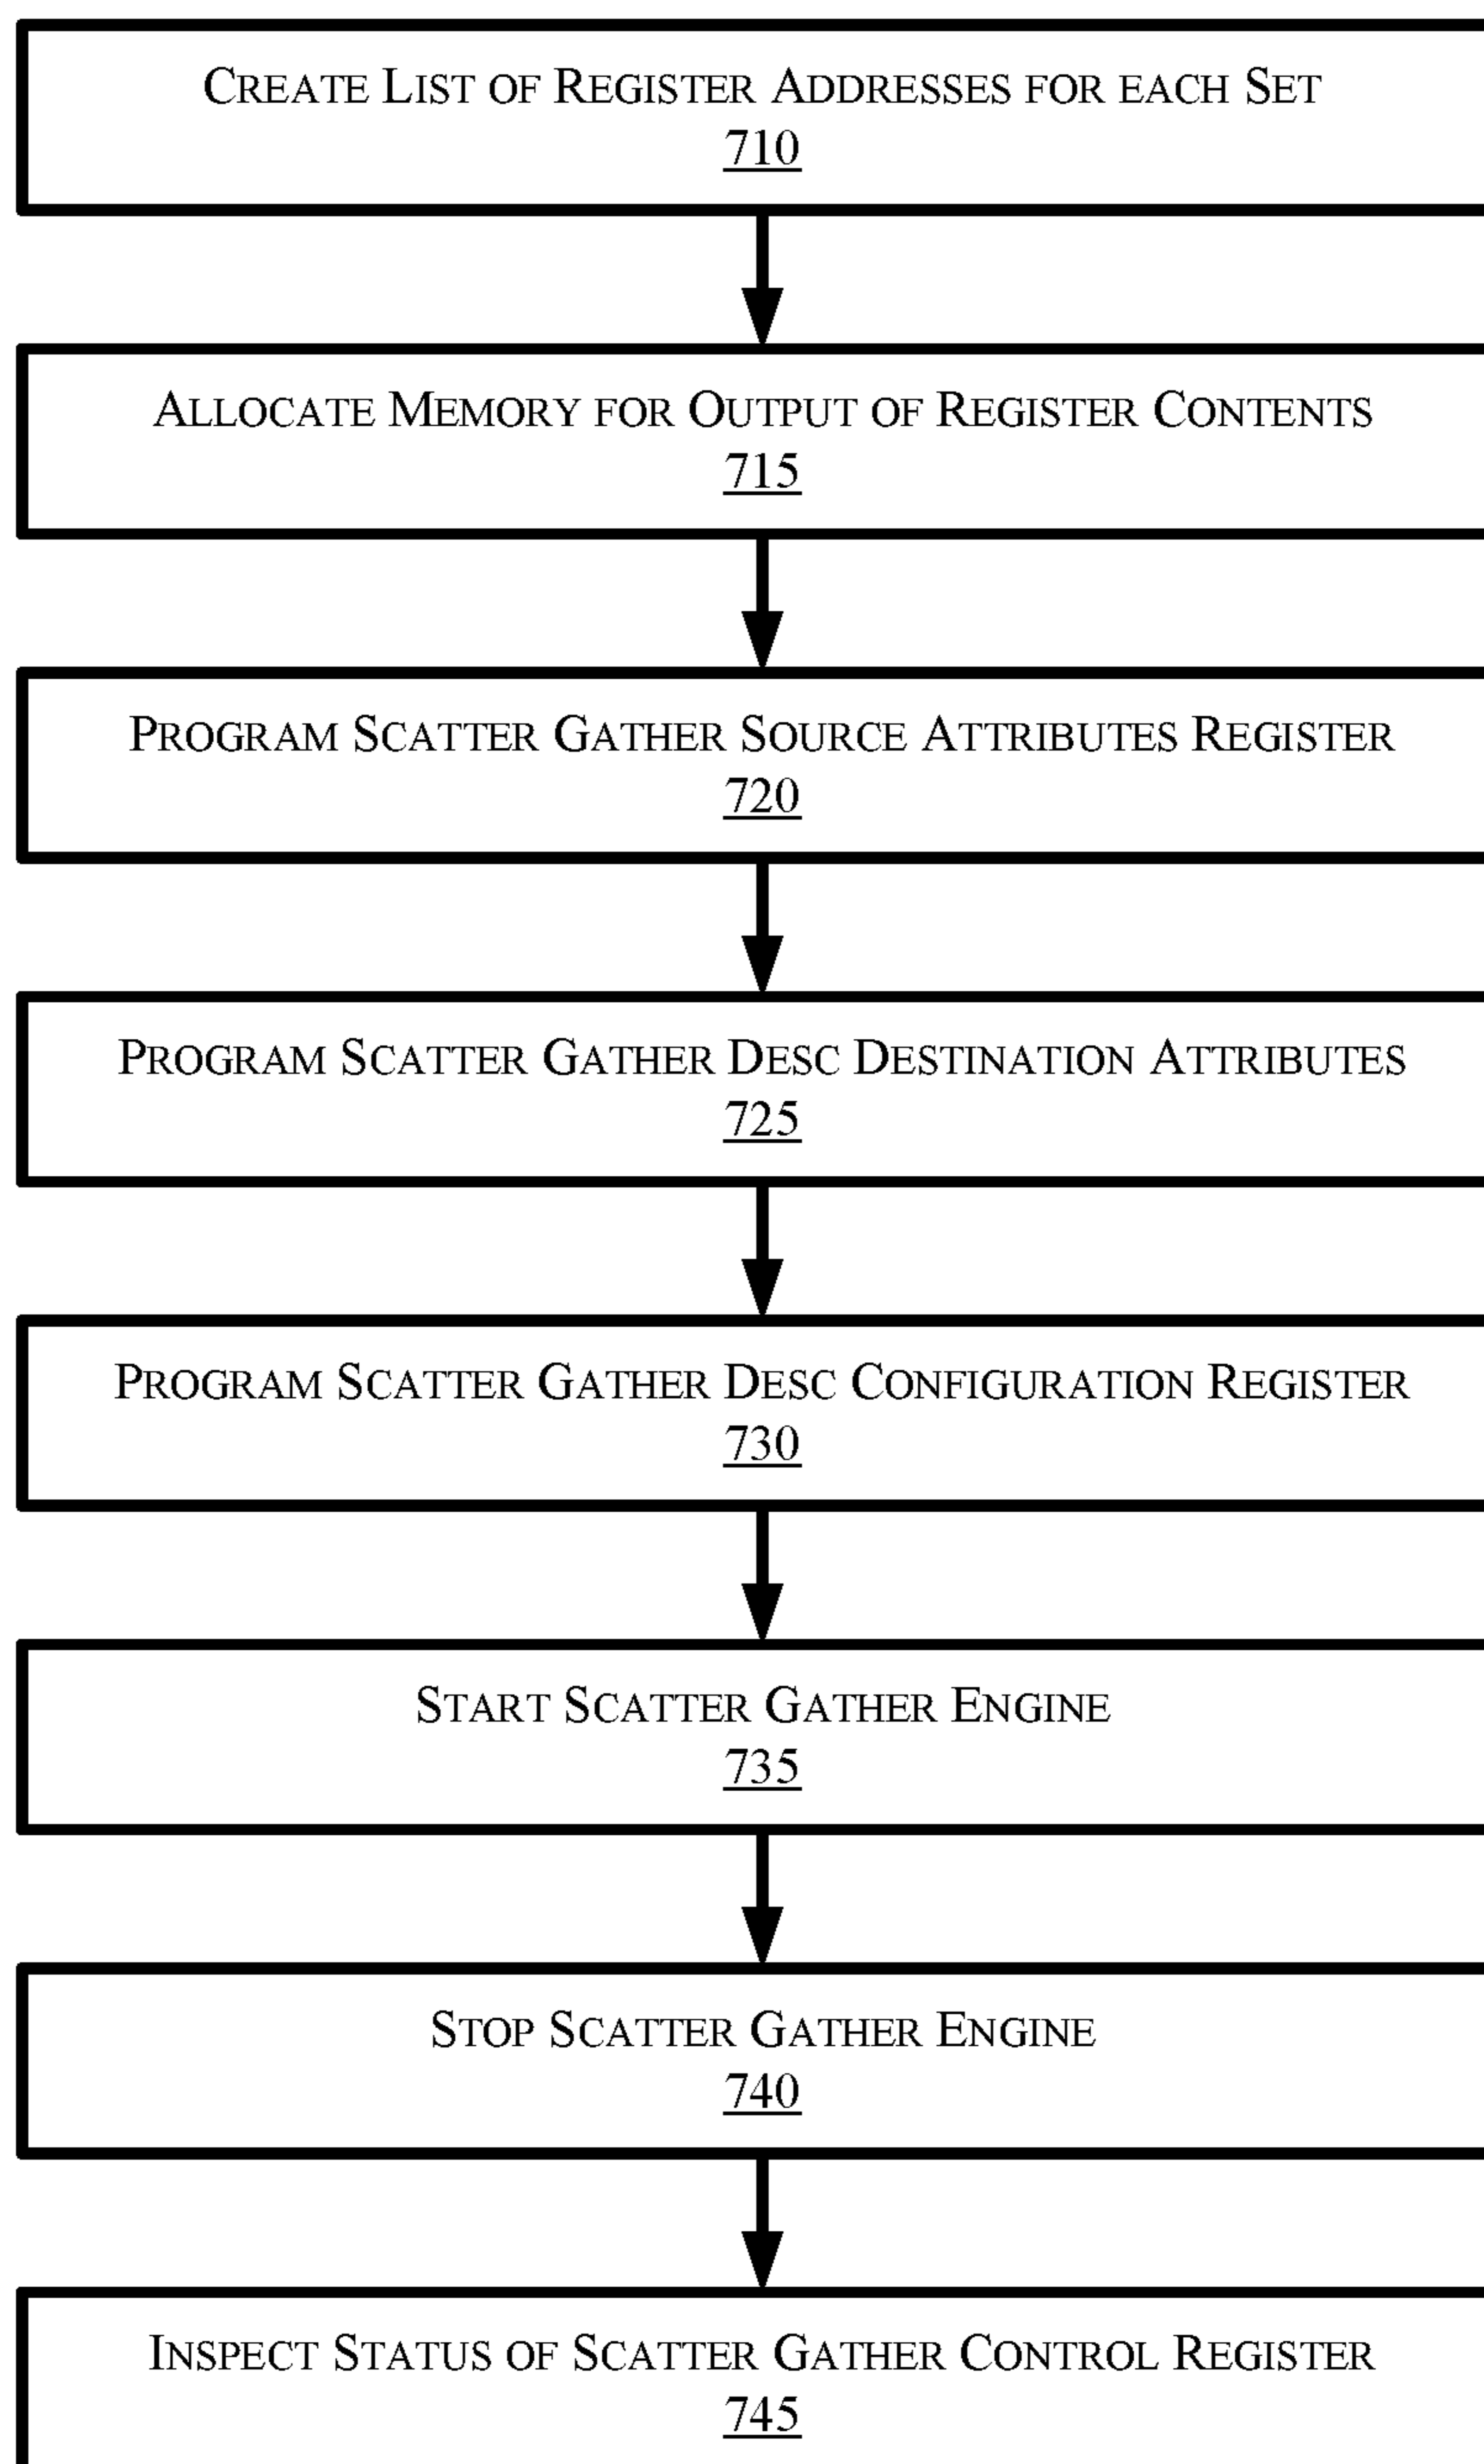 CREATE LIST OF REGISTER ADDRESSES FOR EACH SET
710
ALLOCATE MEMORY FOR OUTPUT OF REGISTER CONTENTS
715
PROGRAM SCATTER GATHER SOURCE ATTRIBUTES REGISTER
720
PROGRAM SCATTER GATHER DESC DESTINATION ATTRIBUTES
725
PROGRAM SCATTER GATHER DESC CONFIGURATION REGISTER
730
START SCATTER GATHER ENGINE
735
STOP SCATTER GATHER ENGINE
740
INSPECT STATUS OF SCATTER GATHER CONTROL REGISTER
745